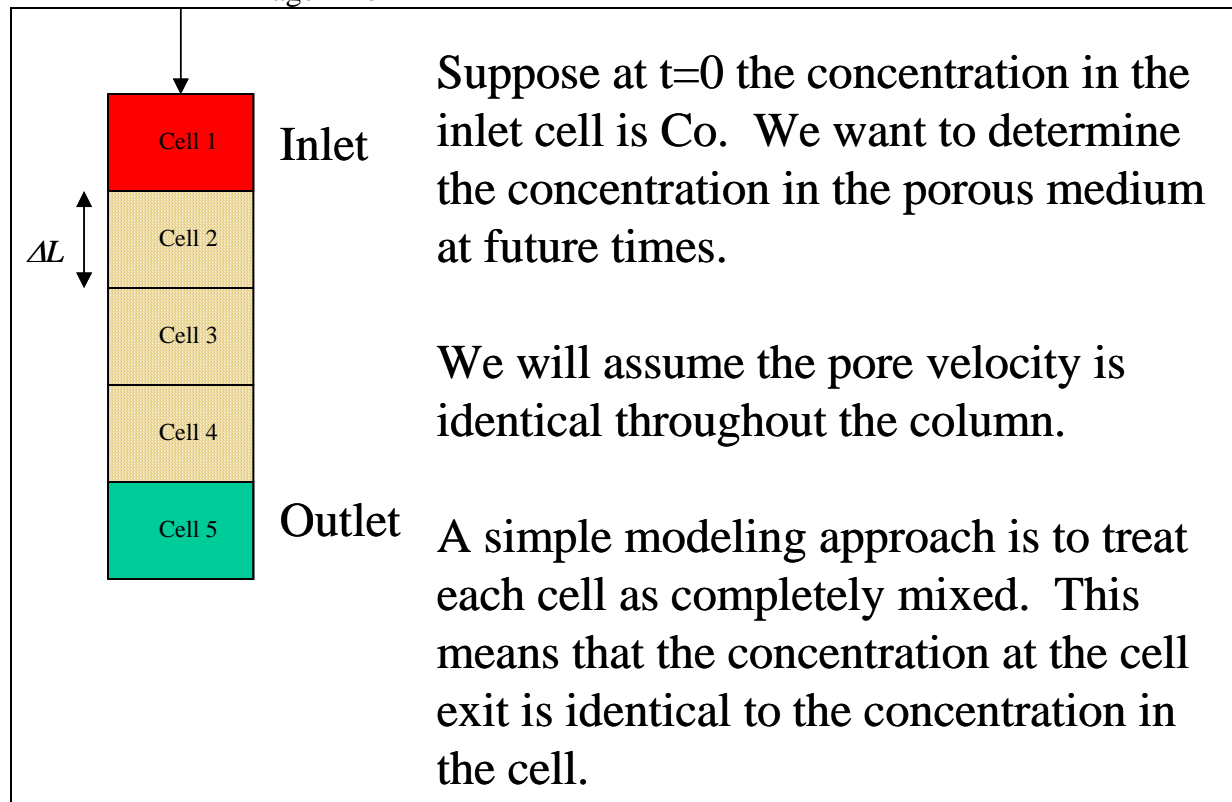 Suppose at t=0 the concentration in the
inlet cell is Co. We want to determine
the concentration in the porous medium
at future times.
We will assume the pore velocity is
identical throughout the column.
A simple modeling approach is to treat
each cell as completely mixed. This
means that the concentration at the cell
exit is identical to the concentration in
the cell.
Cell 1
Inlet
ΔL
Cell 2
Cell 3
Cell 4
Cell 5
Outlet